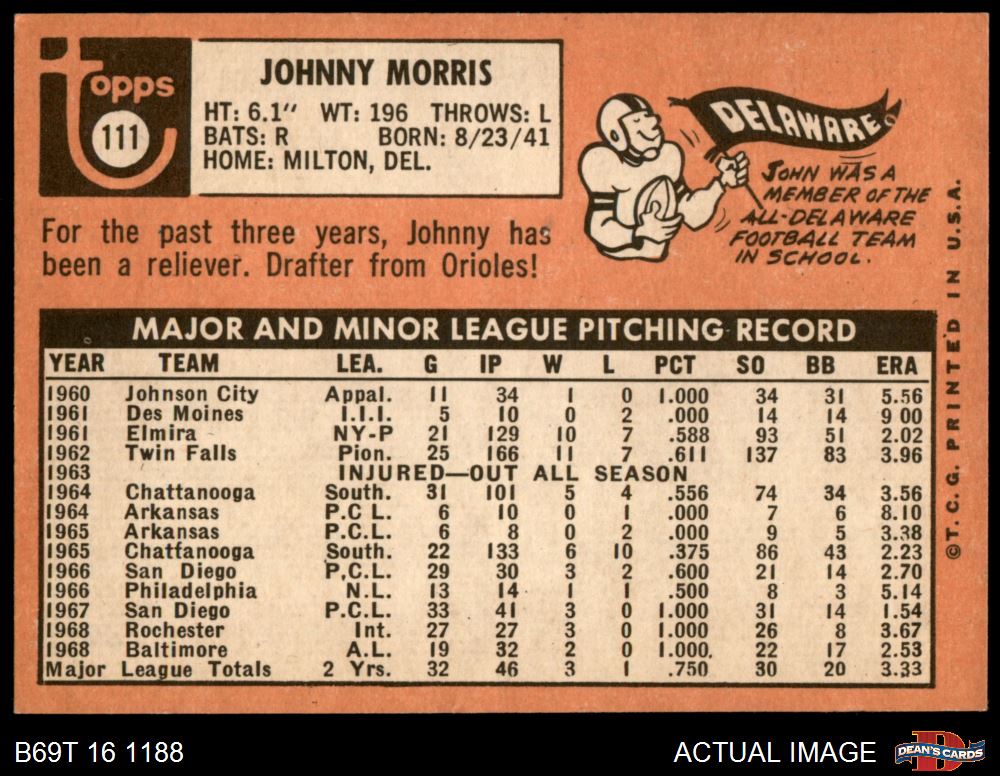 topps
111
JOHNNY MORRIS
HT: 6.1" WT: 196 THROWS: L
BATS: R BORN: 8/23/41
HOME: MILTON, DEL.
For the past three years, Johnny has
been a reliever. Drafter from Orioles!
DELAWARE
JOHN WAS A
MEMBER OF THE
ALL-DELAWARE
FOOTBALL TEAM
IN SCHOOL.
MAJOR AND MINOR LEAGUE PITCHING RECORD
YEAR TEAM LEA. G IP W L PCT SO BB ERA
1960 Johnson City Appal. 11 34 1 0 1.000 34 31 5.56
1961 Des Moines I.I.I. 5 10 0 2 .000 14 14 9 00
1961 Elmira NY-P 21 129 10 7 .588 93 51 2.02
1962 Twin Falls Pion. 25 166 11 7 .611 137 83 3.96
1963 INJURED—OUT ALL SEASON
1964 Chattanooga South. 31 101 5 4 .556 74 34 3.56
1964 Arkansas P.C.L. 6 10 0 1 .000 7 6 8.10
1965 Arkansas P.C.L. 6 8 0 2 .000 9 5 3.38
1965 Chattanooga South. 22 133 6 10 .375 86 43 2.23
1966 San Diego P.C.L. 29 30 3 2 .600 21 14 2.70
1966 Philadelphia N.L. 13 14 1 1 .500 8 3 5.14
1967 San Diego P.C.L. 33 41 3 0 1.000 31 14 1.54
1968 Rochester Int. 27 27 3 0 1.000 26 8 3.67
1968 Baltimore A.L. 19 32 2 0 1.000. 22 17 2.53
Major League Totals 2 Yrs. 32 46 3 1 .750 30 20 3.33
©T.C.G. PRINTED IN U.S.A.
B69T 16 1188
ACTUAL IMAGE
DEAN'S CARDS